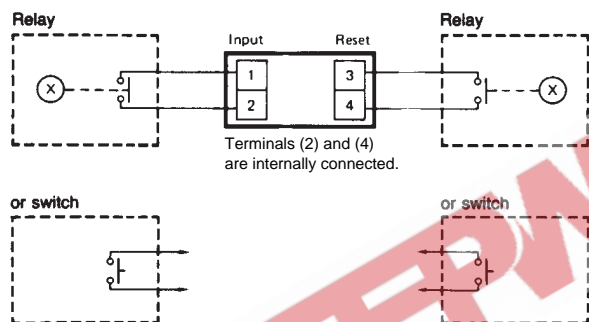 Relay
Relay
Input Reset
X
1
3
X
2
4
Terminals (2) and (4)
are internally connected.
or switch
or switch